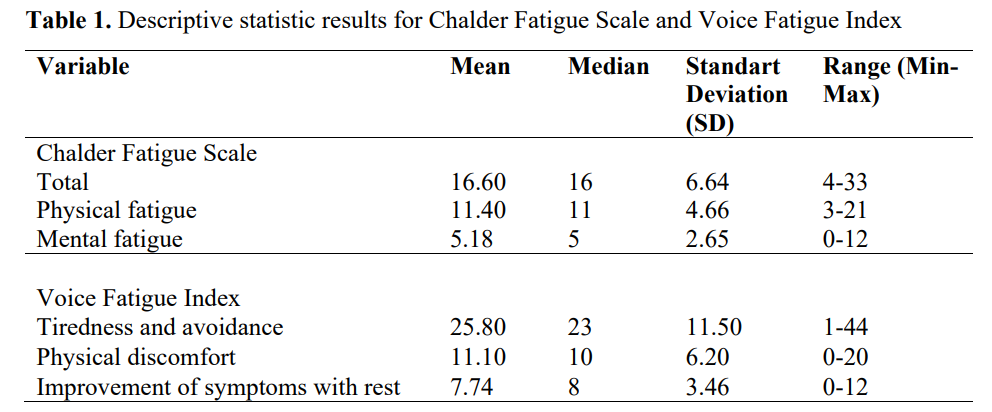 Table 1. Descriptive statistic results for Chalder Fatigue Scale and Voice Fatigue Index
Variable Mean Median Standart Deviation (SD) Range (Min-Max)
Chalder Fatigue Scale
Total 16.60 16 6.64 4-33
Physical fatigue 11.40 11 4.66 3-21
Mental fatigue 5.18 5 2.65 0-12
Voice Fatigue Index
Tiredness and avoidance 25.80 23 11.50 1-44
Physical discomfort 11.10 10 6.20 0-20
Improvement of symptoms with rest 7.74 8 3.46 0-12